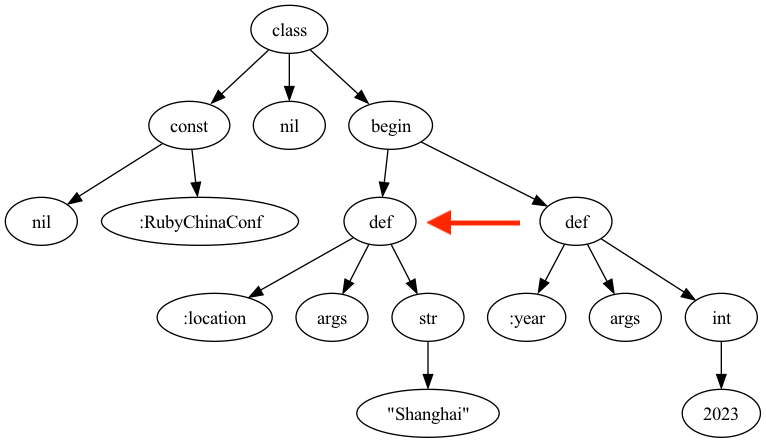 class
const
nil
begin
nil
:RubyChinaConf
def
def
:location
args
str
:year
args
int
"Shanghai"
2023